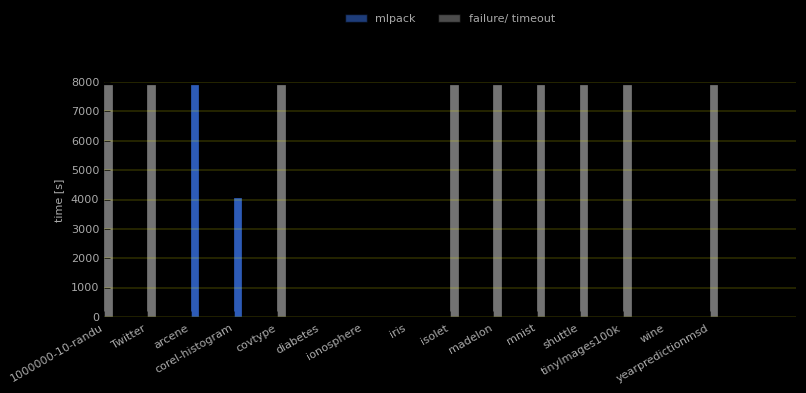 mlpack
failure/ timeout
8000
7000
6000
5000
4000
3000
2000
1000
0
time [s]
1000000-10-randu
Twitter
arcene
corel-histogram
covtype
diabetes
ionosphere
iris
isolet
madelon
mnist
shuttle
tinyImages100k
wine
yearpredictionmsd